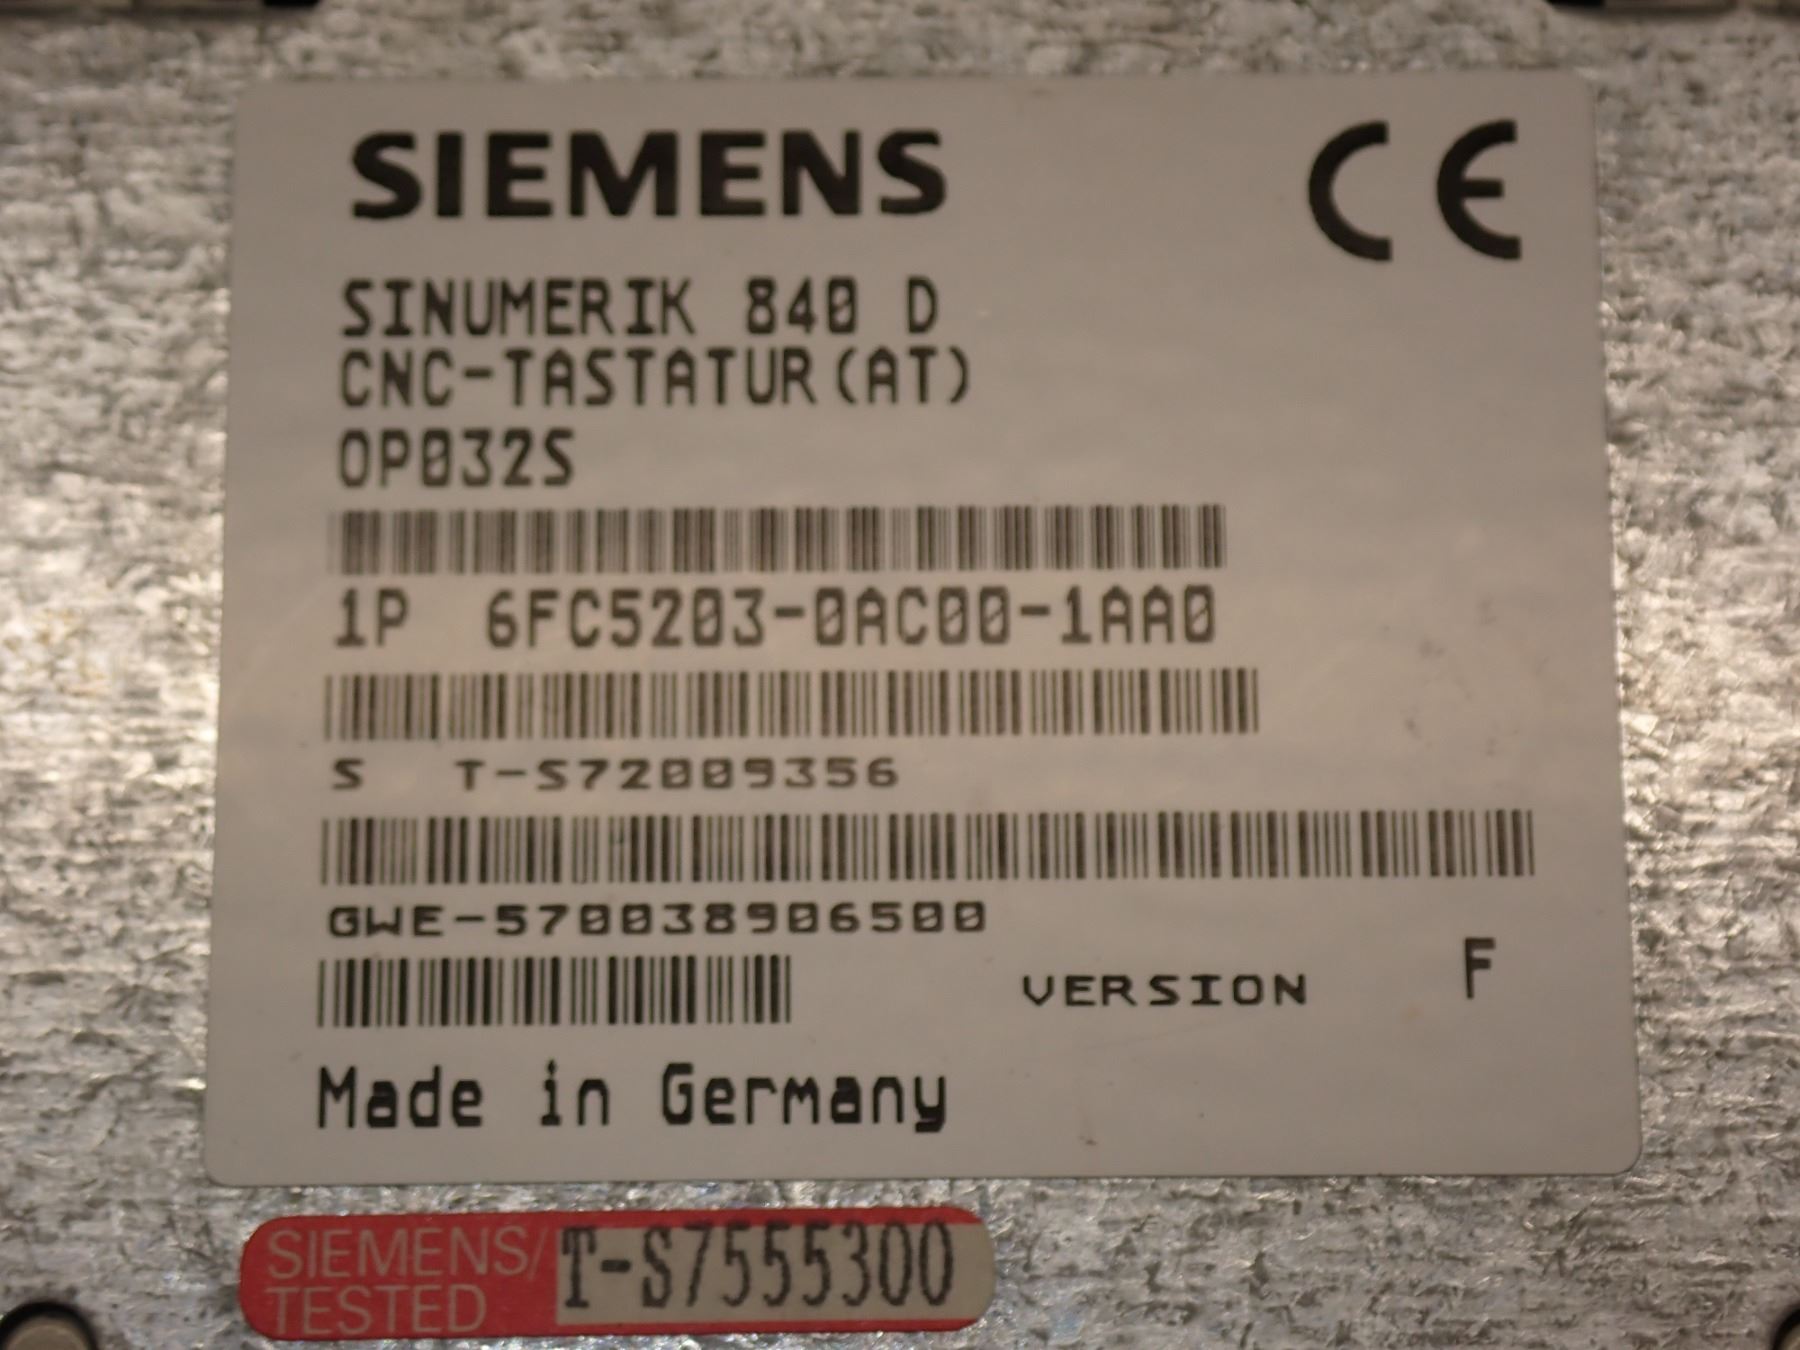 SIEMENS
CE
SINUMERIK 840 D
CNC-TASTATUR(AT)
OP032S
1P 6FC5203-0AC00-1AA0
S T-S72009356
GWE-570038906500
VERSION F
Made in Germany
SIEMENS/
TESTED
T-S7555300